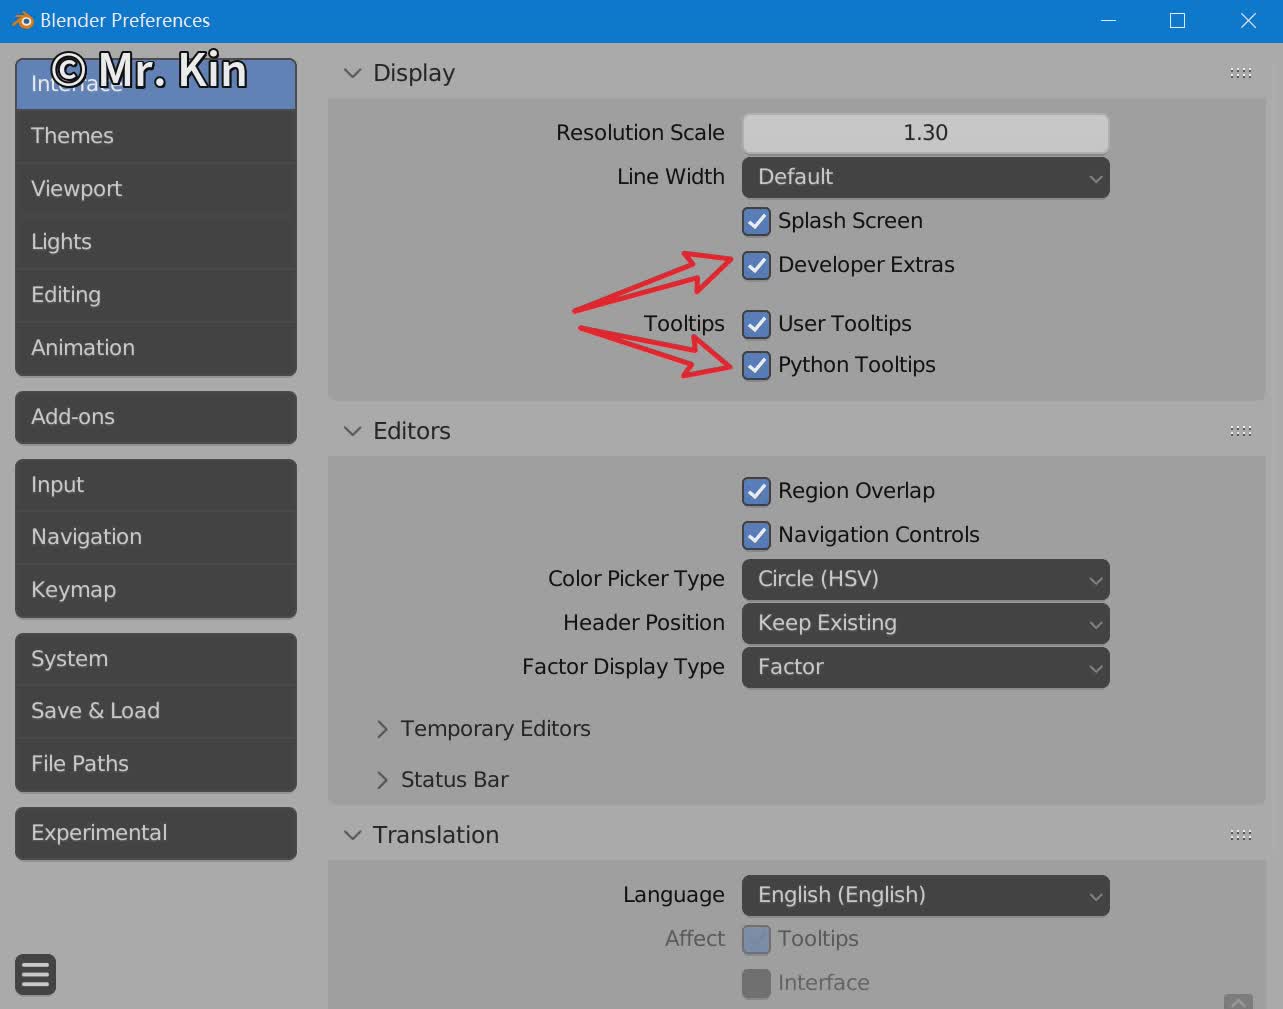 Blender Preferences
© Mr. Kin
Interface
Themes
Viewport
Lights
Editing
Animation
Add-ons
Input
Navigation
Keymap
System
Save & Load
File Paths
Experimental
Display
Resolution Scale 1.30
Line Width Default
Splash Screen
Developer Extras
Tooltips User Tooltips
Python Tooltips
Editors
Region Overlap
Navigation Controls
Color Picker Type Circle (HSV)
Header Position Keep Existing
Factor Display Type Factor
Temporary Editors
Status Bar
Translation
Language English (English)
Affect Tooltips
Interface